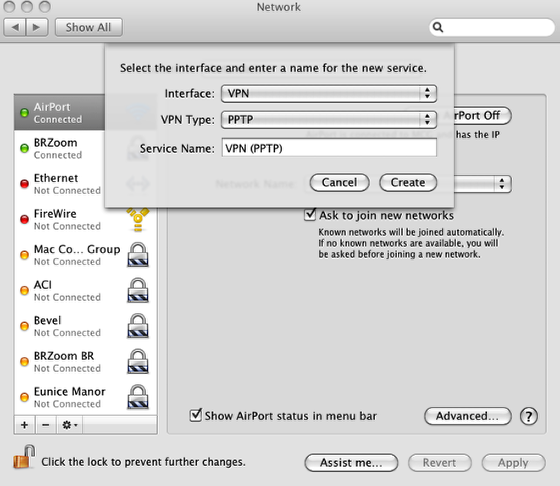 Network
Show All
Select the interface and enter a name for the new service.
Interface: VPN
VPN Type: PPTP
Service Name: VPN (PPTP)
Cancel
Create
AirPort
Connected
BRZoom
Connected
Ethernet
Not Connected
FireWire
Not Connected
Mac Co... Group
Not Connected
ACI
Not Connected
Bevel
Not Connected
BRZoom BR
Not Connected
Eunice Manor
Not Connected
AirPort Off
has the IP
Network Name
Ask to join new networks
Known networks will be joined automatically.
If no known networks are available, you will
be asked before joining a new network.
Show AirPort status in menu bar
Advanced...
?
Click the lock to prevent further changes.
Assist me...
Revert
Apply